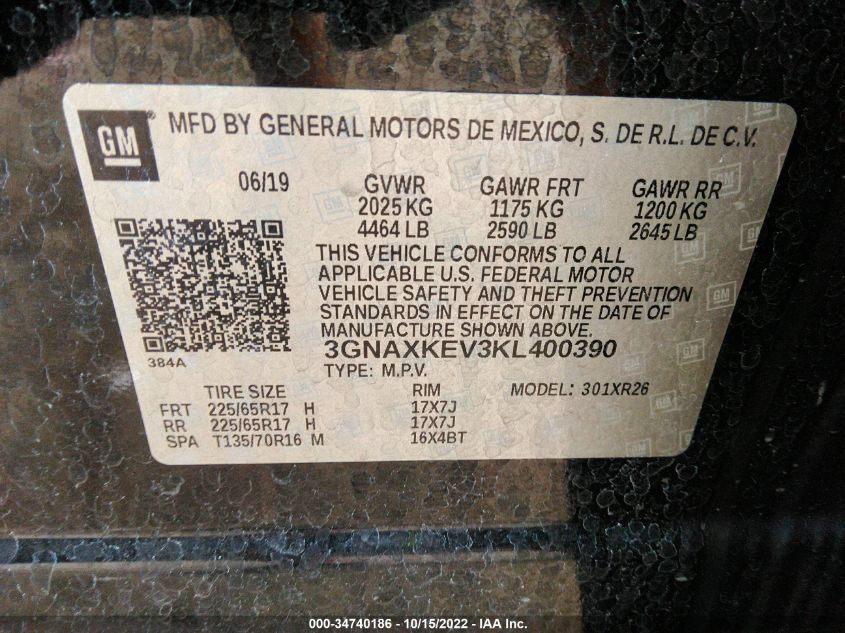 GM MFD BY GENERAL MOTORS DE MEXICO, S. DE R.L. DE C.V.
06/19 GVWR GAWR FRT GAWR RR
2025 KG 1175 KG 1200 KG
4464 LB 2590 LB 2645 LB
THIS VEHICLE CONFORMS TO ALL
APPLICABLE U.S. FEDERAL MOTOR
VEHICLE SAFETY AND THEFT PREVENTION
STANDARDS IN EFFECT ON THE DATE OF
MANUFACTURE SHOWN ABOVE.
384A 3GNAXKEV3KL400390
TYPE: M.P.V.
TIRE SIZE RIM MODEL: 301XR26
FRT 225/65R17 H 17X7J
RR 225/65R17 H 17X7J
SPA T135/70R16 M 16X4BT
000-34740186 - 10/15/2022 - IAA Inc.